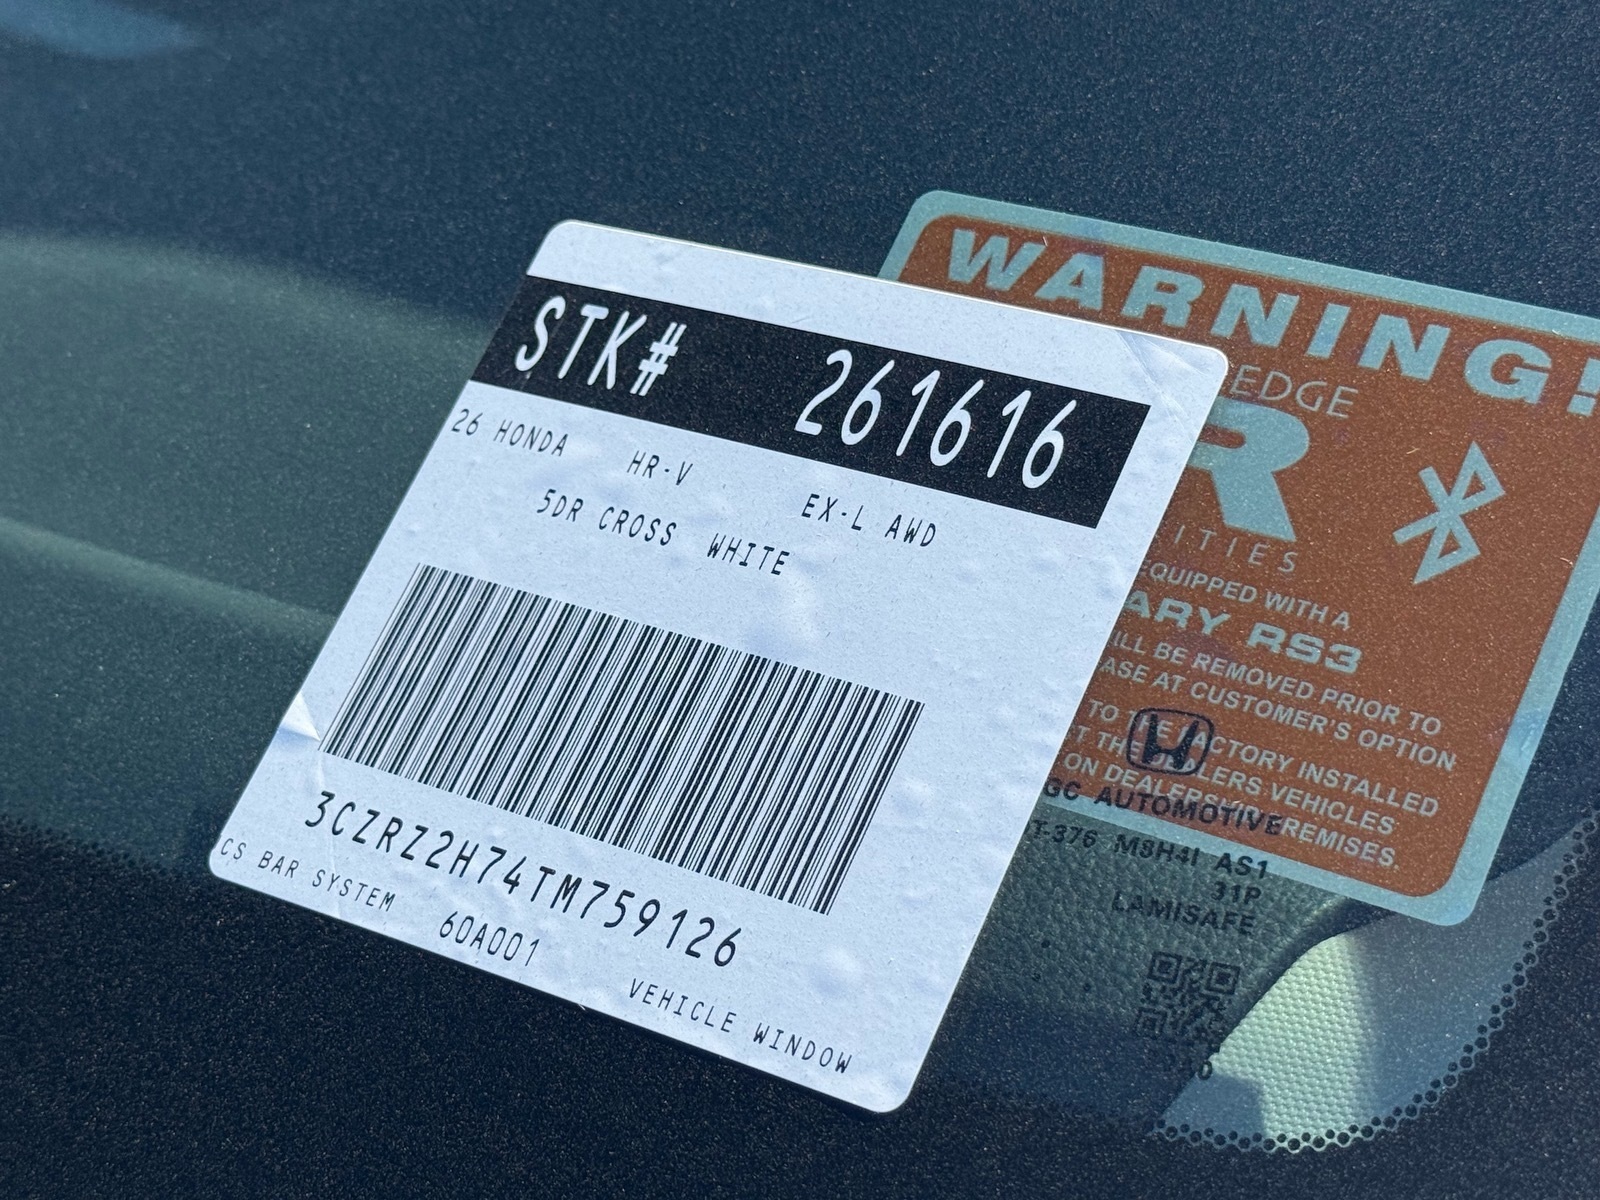 STK# 261616
26 HONDA HR-V EX-L AWD
5DR CROSS WHITE
3CZRZ2H74TM759126
CS BAR SYSTEM 60A001 VEHICLE WINDOW
WARNING!
EDGE
R
ITIES
EQUIPPED WITH A
ARY RS3
ILL BE REMOVED PRIOR TO
ASE AT CUSTOMER'S OPTION
TO THE FACTORY INSTALLED
T THE DEALERS VEHICLES
ON DEALERS PREMISES.
GC AUTOMOTIVE
T-376 M8H4I AS1
31P
LAMISAFE